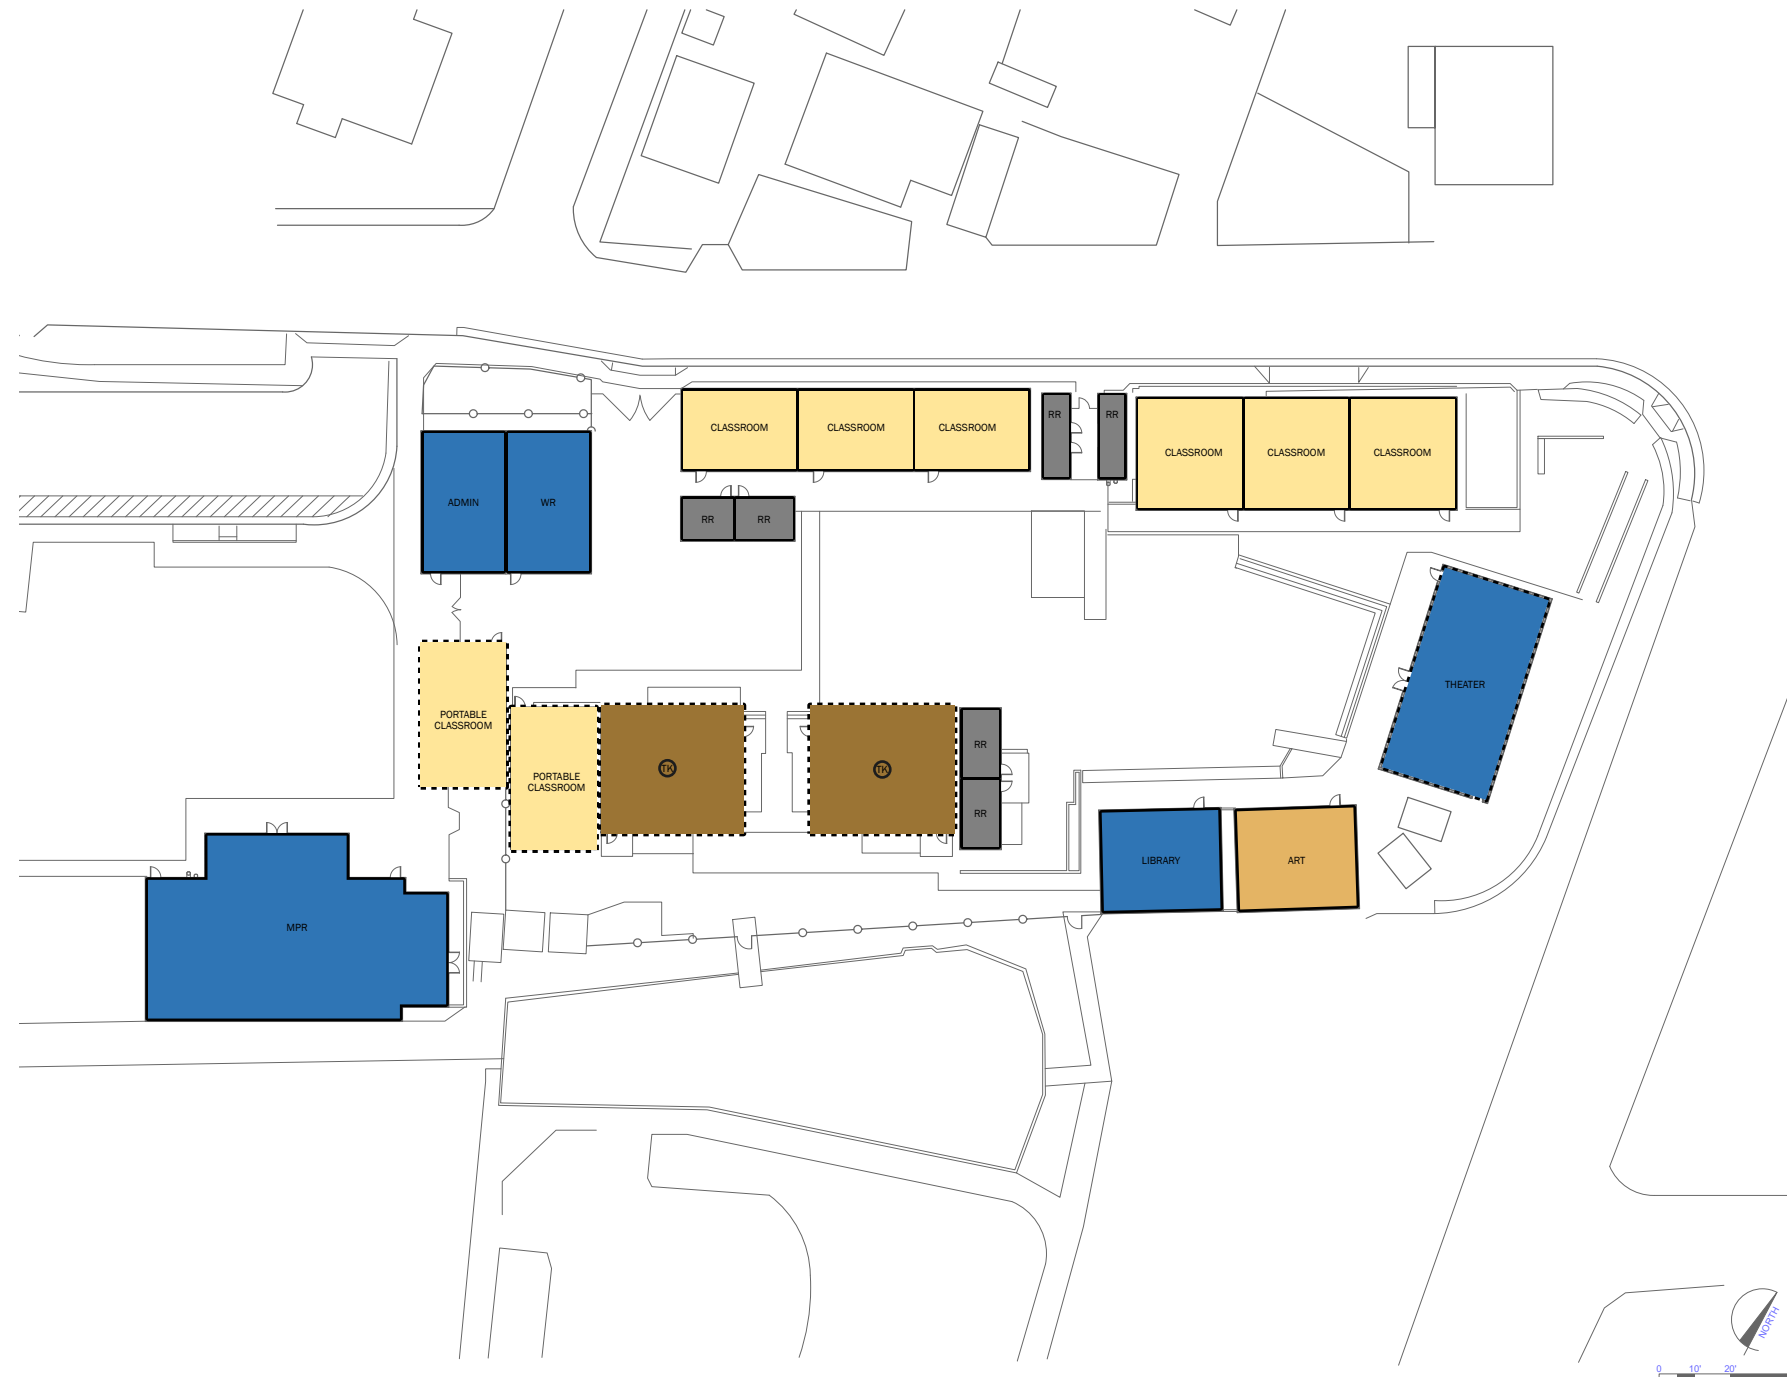 CLASSROOM
CLASSROOM
CLASSROOM
RR
RR
CLASSROOM
CLASSROOM
CLASSROOM
ADMIN
WR
RR
RR
THEATER
PORTABLE
CLASSROOM
PORTABLE
CLASSROOM
TK
TK
RR
RR
LIBRARY
ART
MPR
NORTH
0 10' 20'